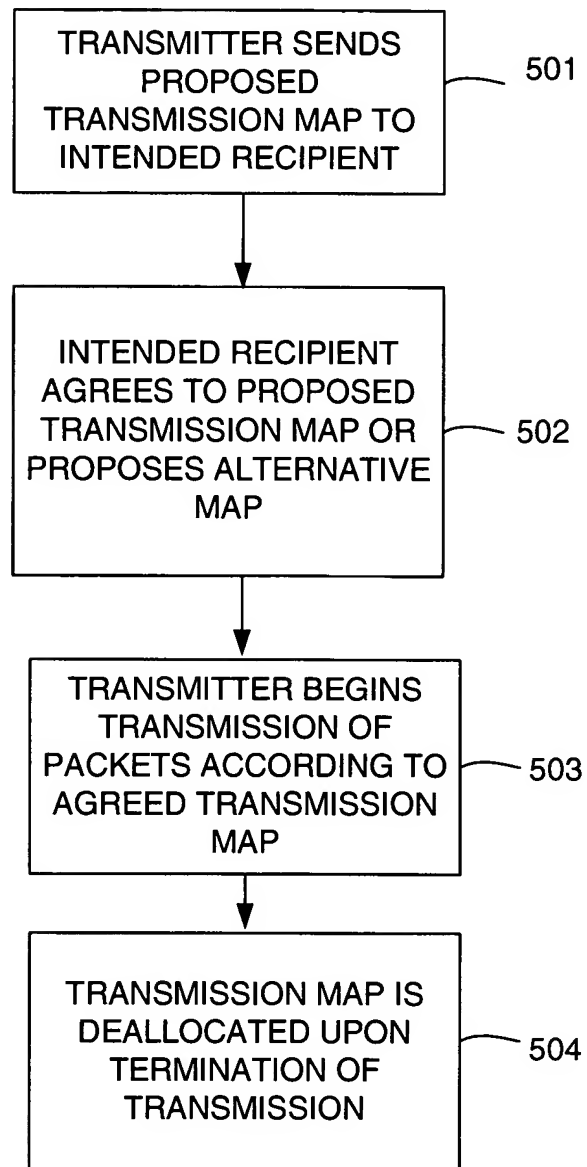 TRANSMITTER SENDS
PROPOSED
TRANSMISSION MAP TO
INTENDED RECIPIENT
501
INTENDED RECIPIENT
AGREES TO PROPOSED
TRANSMISSION MAP OR
PROPOSES ALTERNATIVE
MAP
502
TRANSMITTER BEGINS
TRANSMISSION OF
PACKETS ACCORDING TO
AGREED TRANSMISSION
MAP
503
TRANSMISSION MAP IS
DEALLOCATED UPON
TERMINATION OF
TRANSMISSION
504